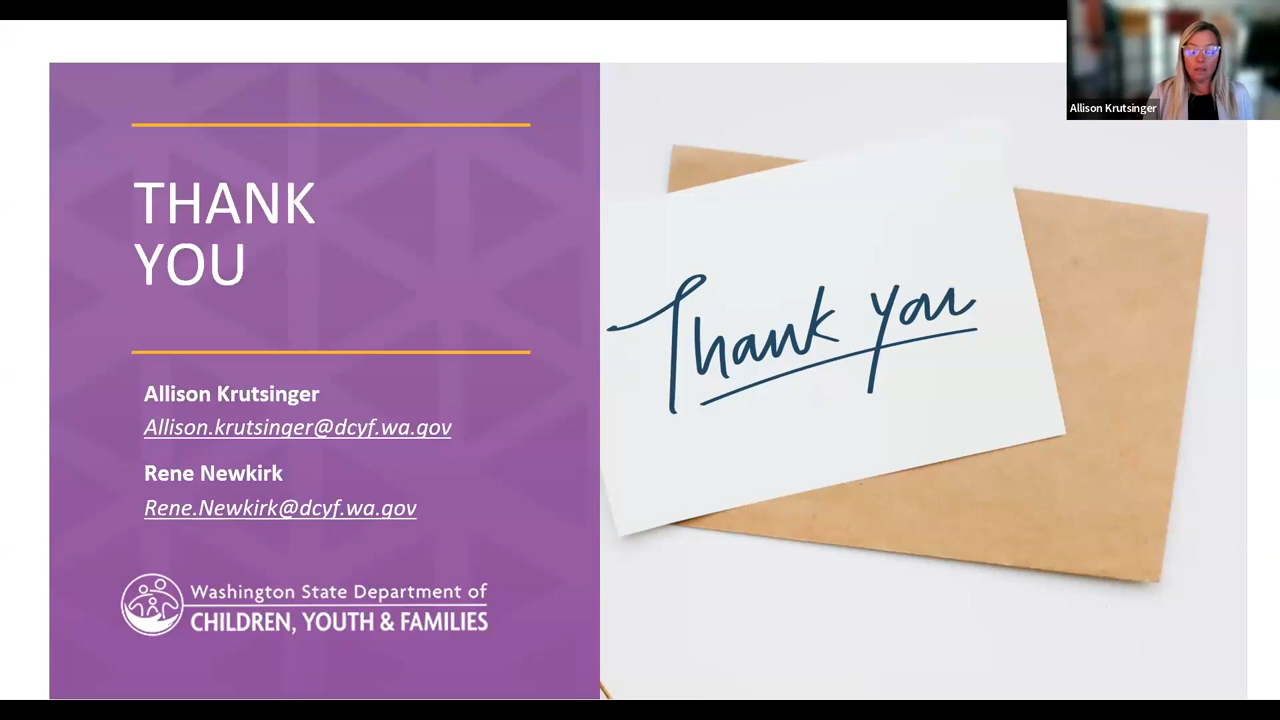 Allison Krutsinger
THANK
YOU
Allison Krutsinger
Allison.krutsinger@dcyf.wa.gov
Rene Newkirk
Rene.Newkirk@dcyf.wa.gov
Washington State Department of
CHILDREN, YOUTH & FAMILIES
Thank you